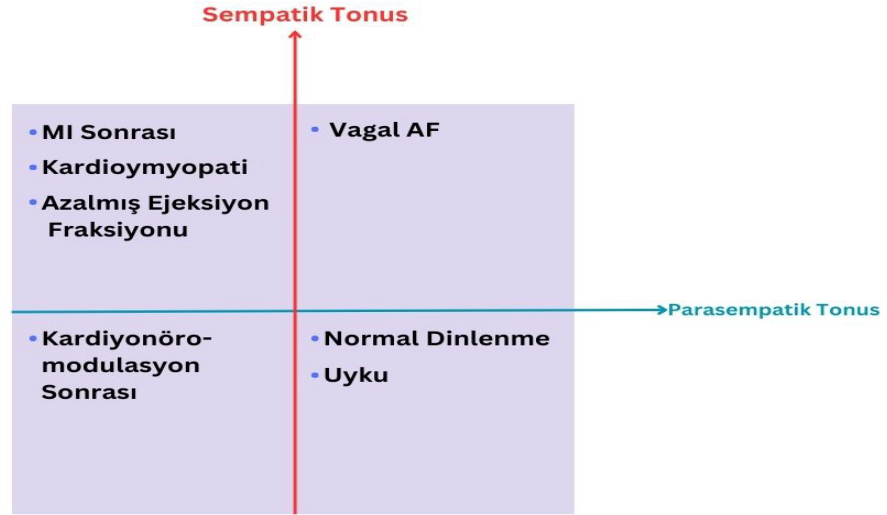 Sempatik Tonus
• MI Sonrası
• Kardioymyopati
• Azalmış Ejeksiyon
Fraksiyonu
• Vagal AF
Parasempatik Tonus
• Kardiyonöro-
modulasyon
Sonrası
• Normal Dinlenme
• Uyku